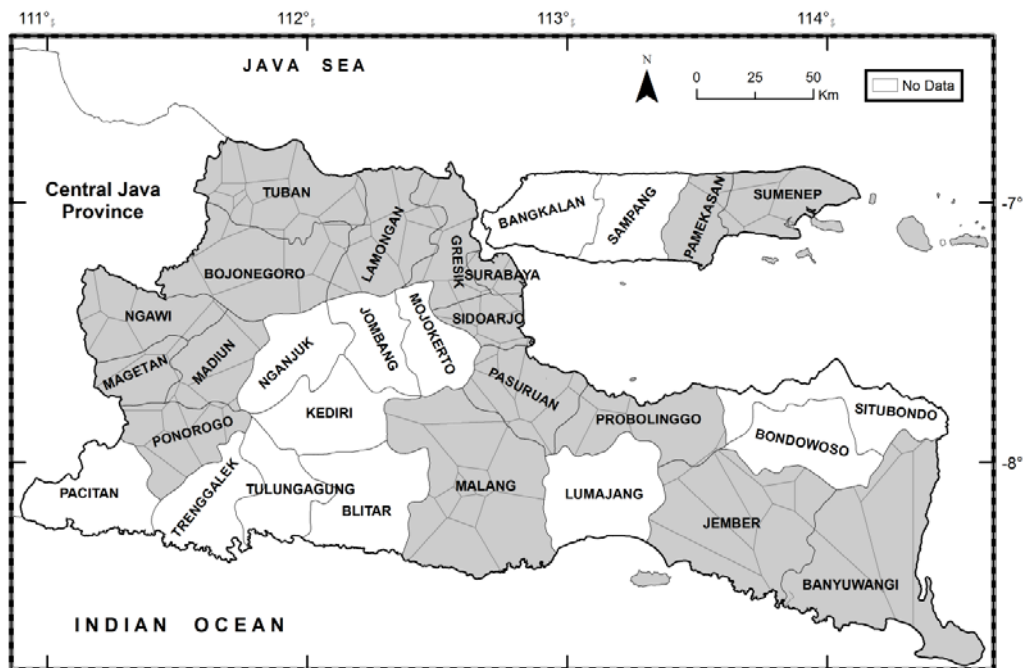 111°
112°
113°
114°
JAVA SEA
N
0 25 50
Km
No Data
Central Java
Province
TUBAN
LAMONGAN
GRESIK
BANGKALAN
SAMPANG
PAMEKASAN
SUMENEP
-7°
BOJONEGORO
SURABAYA
NGAWI
SIDOARJO
MAGETAN
MADIUN
NGANJUK
JOMBANG
MOJOKERTO
PASURUAN
KEDIRI
PONOROGO
PROBOLINGGO
SITUBONDO
BONDOWOSO
-8°
PACITAN
TRENGGALEK
TULUNGAGUNG
BLITAR
MALANG
LUMAJANG
JEMBER
BANYUWANGI
INDIAN OCEAN